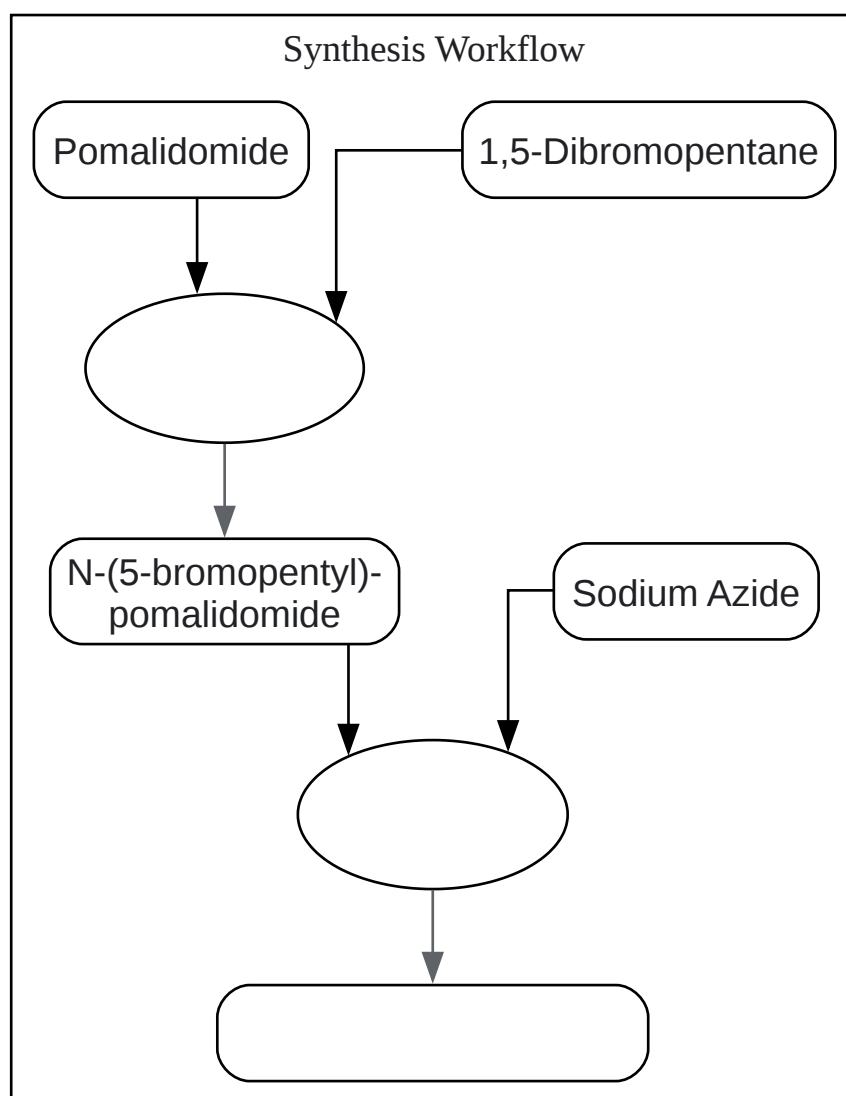 Synthesis Workflow
Pomalidomide
1,5-Dibromopentane
N-(5-bromopentyl)-
pomalidomide
Sodium Azide